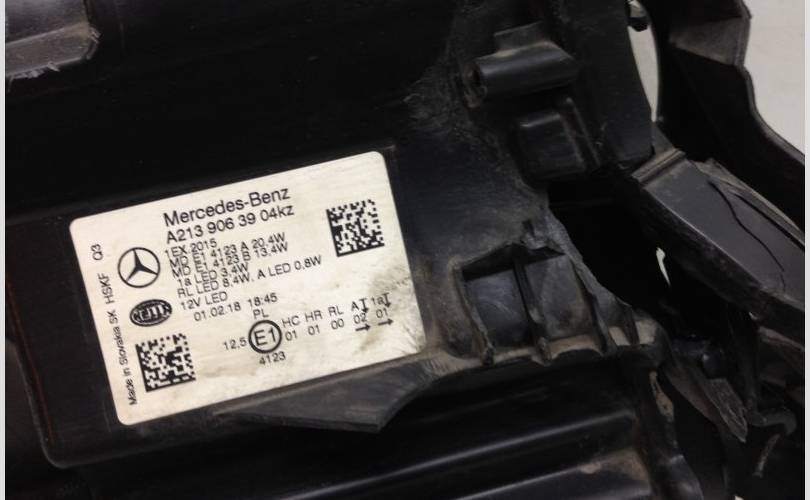 Mercedes-Benz
A213 906 39 04kz
1EX 2015
MD E1 4123 A 20,4W
MD E1 4123 B 13,4W
1a LED 3,4W
RL LED 8,4W, A LED 0,8W
12V LED
01.02.18 18:45
PL
HC HR RL AT 1aT
12,5 E1 01 01 00 02 01
4123
Made in Slovakia SK HSKF Q3
HELLA